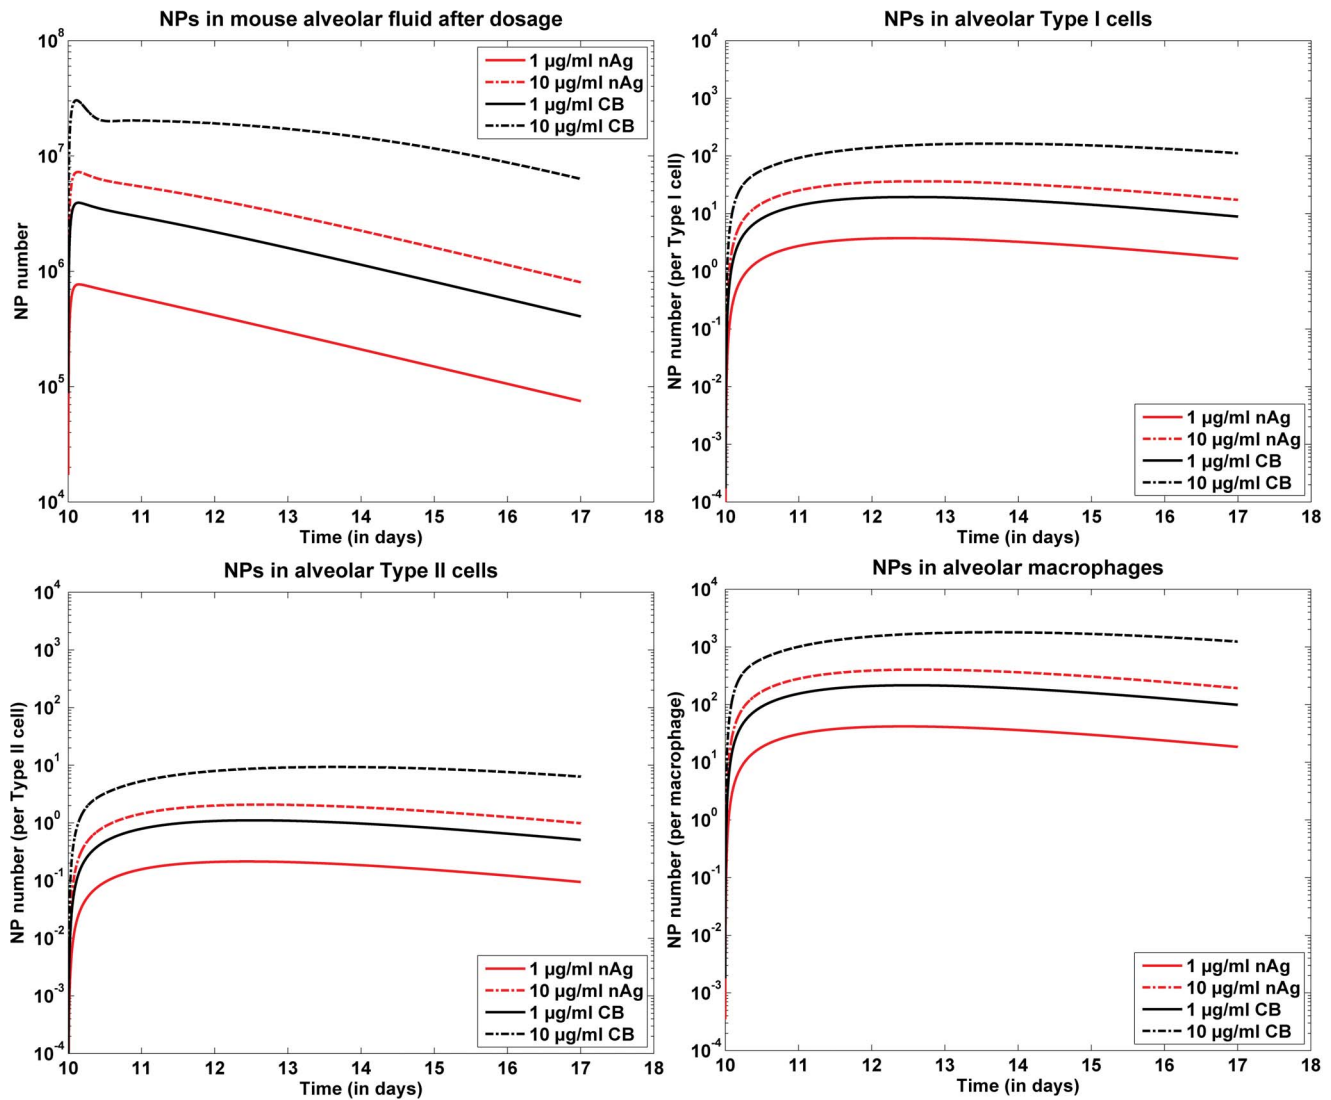 NPs in mouse alveolar fluid after dosage
10^8
10^7
10^6
10^5
10^4
NP number
1 µg/ml nAg
10 µg/ml nAg
1 µg/ml CB
10 µg/ml CB
10 11 12 13 14 15 16 17 18
Time (in days)
NPs in alveolar Type I cells
10^4
10^3
10^2
10^1
10^0
10^-1
10^-2
10^-3
10^-4
NP number (per Type I cell)
1 µg/ml nAg
10 µg/ml nAg
1 µg/ml CB
10 µg/ml CB
10 11 12 13 14 15 16 17 18
Time (in days)
NPs in alveolar Type II cells
10^4
10^3
10^2
10^1
10^0
10^-1
10^-2
10^-3
10^-4
NP number (per Type II cell)
1 µg/ml nAg
10 µg/ml nAg
1 µg/ml CB
10 µg/ml CB
10 11 12 13 14 15 16 17 18
Time (in days)
NPs in alveolar macrophages
10^4
10^3
10^2
10^1
10^0
10^-1
10^-2
10^-3
10^-4
NP number (per macrophage)
1 µg/ml nAg
10 µg/ml nAg
1 µg/ml CB
10 µg/ml CB
10 11 12 13 14 15 16 17 18
Time (in days)